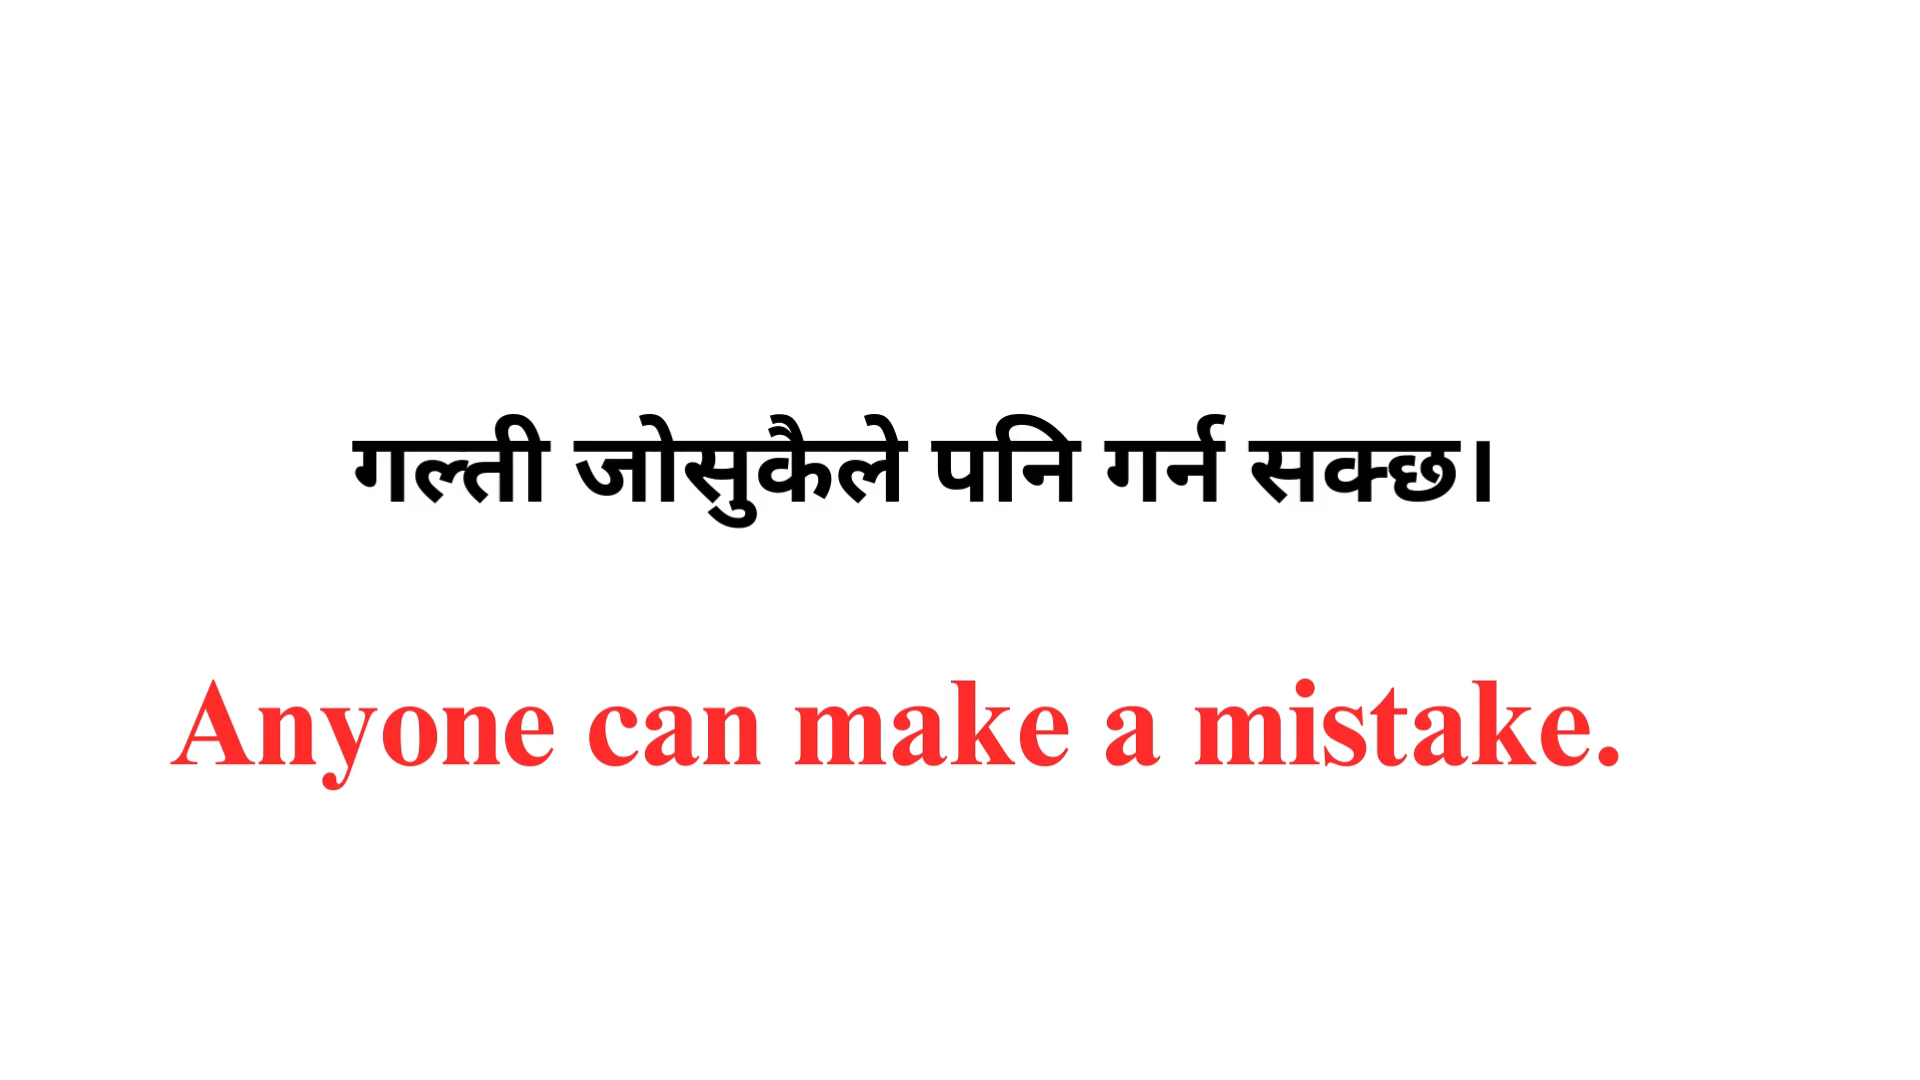 गल्ती जोसुकैले पनि गर्न सक्छ।
Anyone can make a mistake.